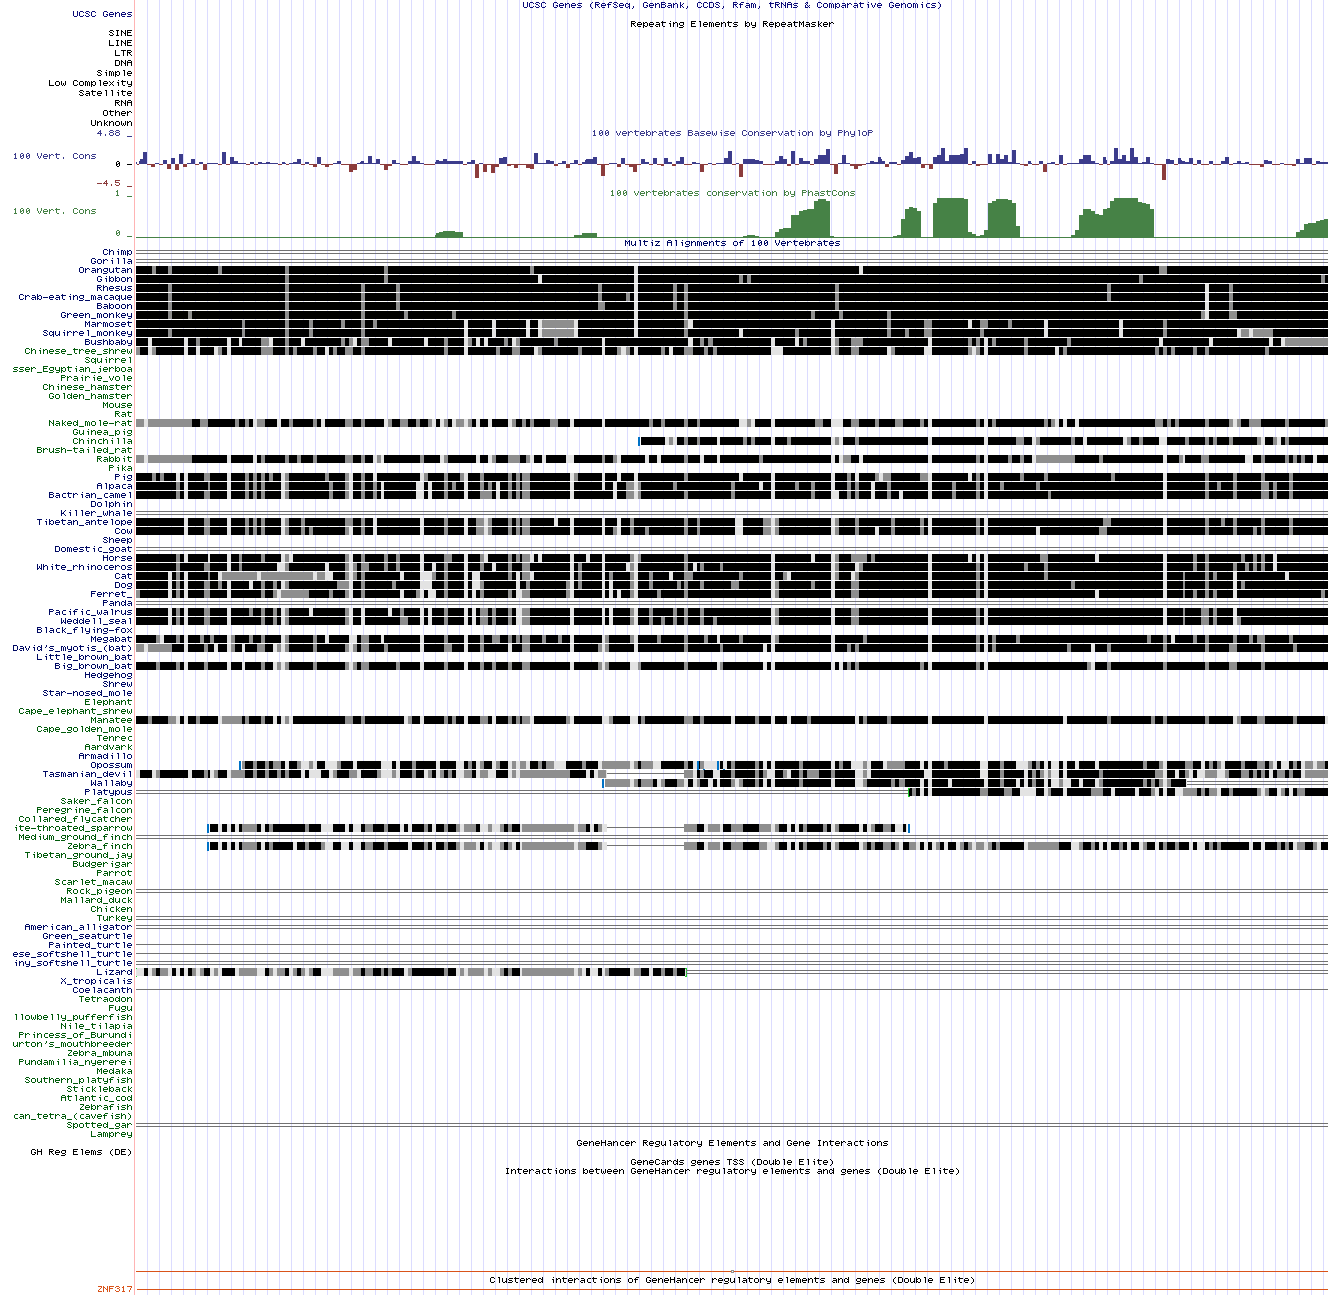 UCSC Genes (RefSeq, GenBank, CCDS, Rfam, tRNAs & Comparative Genomics)
UCSC Genes
Repeating Elements by RepeatMasker
SINE
LINE
LTR
DNA
Simple
Low Complexity
Satellite
RNA
Other
Unknown
4.88 _
100 vertebrates Basewise Conservation by PhyloP
100 Vert. Cons
0 _
-4.5 _
1 _
100 vertebrates conservation by PhastCons
100 Vert. Cons
0 _
Multiz Alignments of 100 Vertebrates
Chimp
Gorilla
Orangutan
Gibbon
Rhesus
Crab-eating_macaque
Baboon
Green_monkey
Marmoset
Squirrel_monkey
Bushbaby
Chinese_tree_shrew
Squirrel
sser_Egyptian_jerboa
Prairie_vole
Chinese_hamster
Golden_hamster
Mouse
Rat
Naked_mole-rat
Guinea_pig
Chinchilla
Brush-tailed_rat
Rabbit
Pika
Pig
Alpaca
Bactrian_camel
Dolphin
Killer_whale
Tibetan_antelope
Cow
Sheep
Domestic_goat
Horse
White_rhinoceros
Cat
Dog
Ferret_
Panda
Pacific_walrus
Weddell_seal
Black_flying-fox
Megabat
David's_myotis_(bat)
Little_brown_bat
Big_brown_bat
Hedgehog
Shrew
Star-nosed_mole
Elephant
Cape_elephant_shrew
Manatee
Cape_golden_mole
Tenrec
Aardvark
Armadillo
Opossum
Tasmanian_devil
Wallaby
Platypus
Saker_falcon
Peregrine_falcon
Collared_flycatcher
ite-throated_sparrow
Medium_ground_finch
Zebra_finch
Tibetan_ground_jay
Budgerigar
Parrot
Scarlet_macaw
Rock_pigeon
Mallard_duck
Chicken
Turkey
American_alligator
Green_seaturtle
Painted_turtle
ese_softshell_turtle
iny_softshell_turtle
Lizard
X_tropicalis
Coelacanth
Tetraodon
Fugu
llowbelly_pufferfish
Nile_tilapia
Princess_of_Burundi
urton's_mouthbreeder
Zebra_mbuna
Pundamilia_nyererei
Medaka
Southern_platyfish
Stickleback
Atlantic_cod
Zebrafish
can_tetra_(cavefish)
Spotted_gar
Lamprey
GeneHancer Regulatory Elements and Gene Interactions
GH Reg Elems (DE)
GeneCards genes TSS (Double Elite)
Interactions between GeneHancer regulatory elements and genes (Double Elite)
Clustered interactions of GeneHancer regulatory elements and genes (Double Elite)
ZNF317